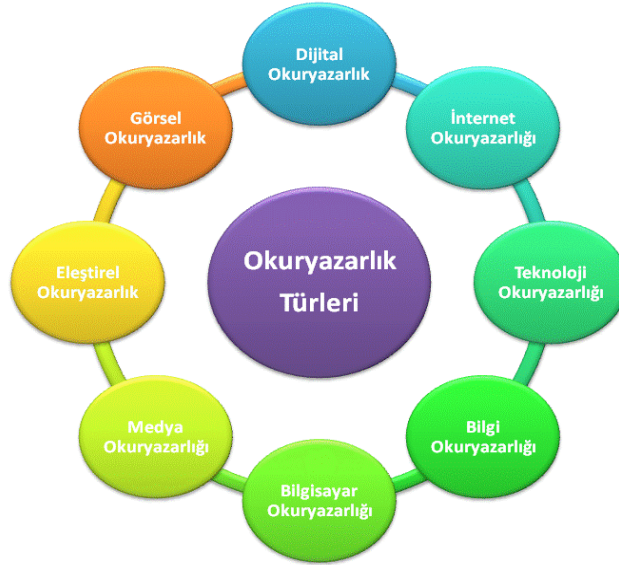 Dijital
Okuryazarlık
İnternet
Okuryazarlığı
Teknoloji
Okuryazarlığı
Bilgi
Okuryazarlığı
Bilgisayar
Okuryazarlığı
Medya
Okuryazarlığı
Eleştirel
Okuryazarlık
Görsel
Okuryazarlık
Okuryazarlık
Türleri